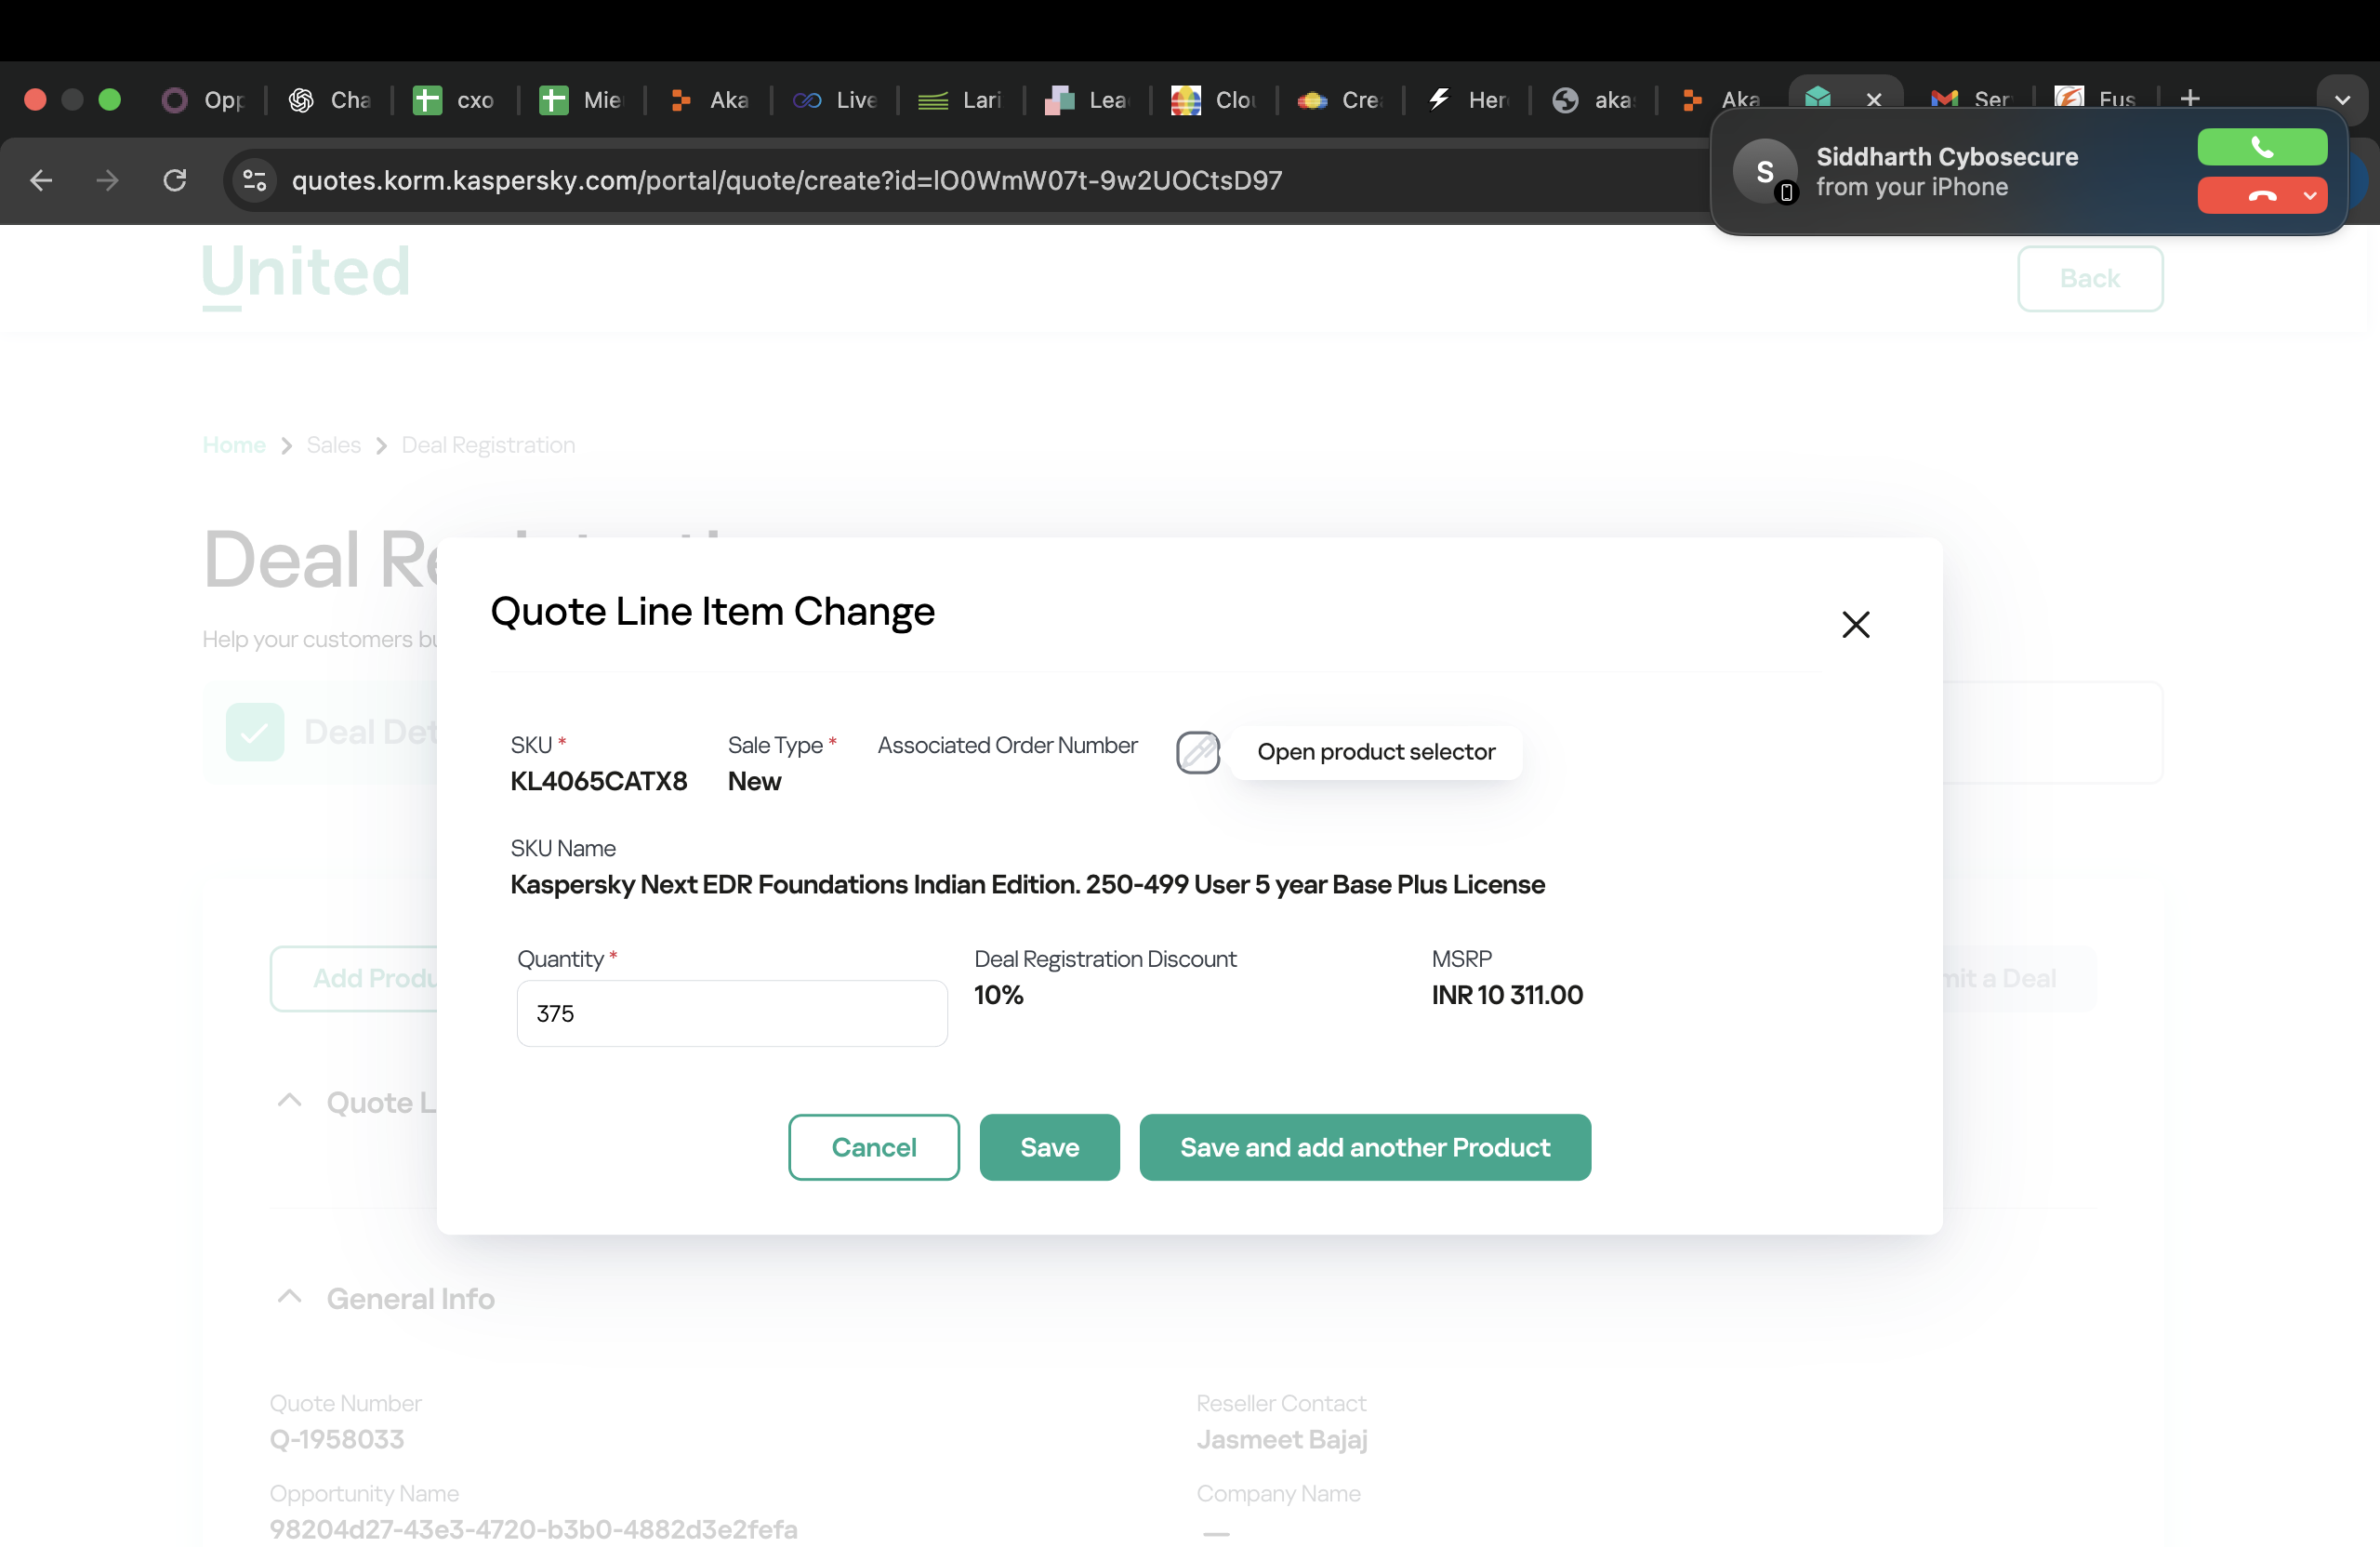 Opp
Cha
cxo
Mie
Aka
Live
Lari
Lea
Clou
Crea
Her
aka
Aka
Ser
Fus
quotes.korm.kaspersky.com/portal/quote/create?id=lO0WmW07t-9w2UOCtsD97
S
Siddharth Cybosecure
from your iPhone
United
Back
Home > Sales > Deal Registration
Deal Re
Help your customers bu
Deal Det
Quote Line Item Change
SKU * Sale Type * Associated Order Number
Open product selector
KL4065CATX8 New
SKU Name
Kaspersky Next EDR Foundations Indian Edition. 250-499 User 5 year Base Plus License
Quantity * Deal Registration Discount MSRP
375 10% INR 10 311.00
Add Produ
mit a Deal
Cancel Save Save and add another Product
Quote L
General Info
Quote Number Reseller Contact
Q-1958033 Jasmeet Bajaj
Opportunity Name Company Name
98204d27-43e3-4720-b3b0-4882d3e2fefa —